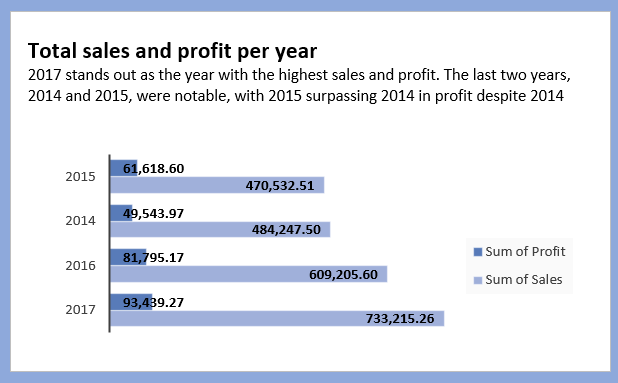 Total sales and profit per year
2017 stands out as the year with the highest sales and profit. The last two years,
2014 and 2015, were notable, with 2015 surpassing 2014 in profit despite 2014
2015
61,618.60
470,532.51
2014
49,543.97
484,247.50
2016
81,795.17
609,205.60
2017
93,439.27
733,215.26
Sum of Profit
Sum of Sales